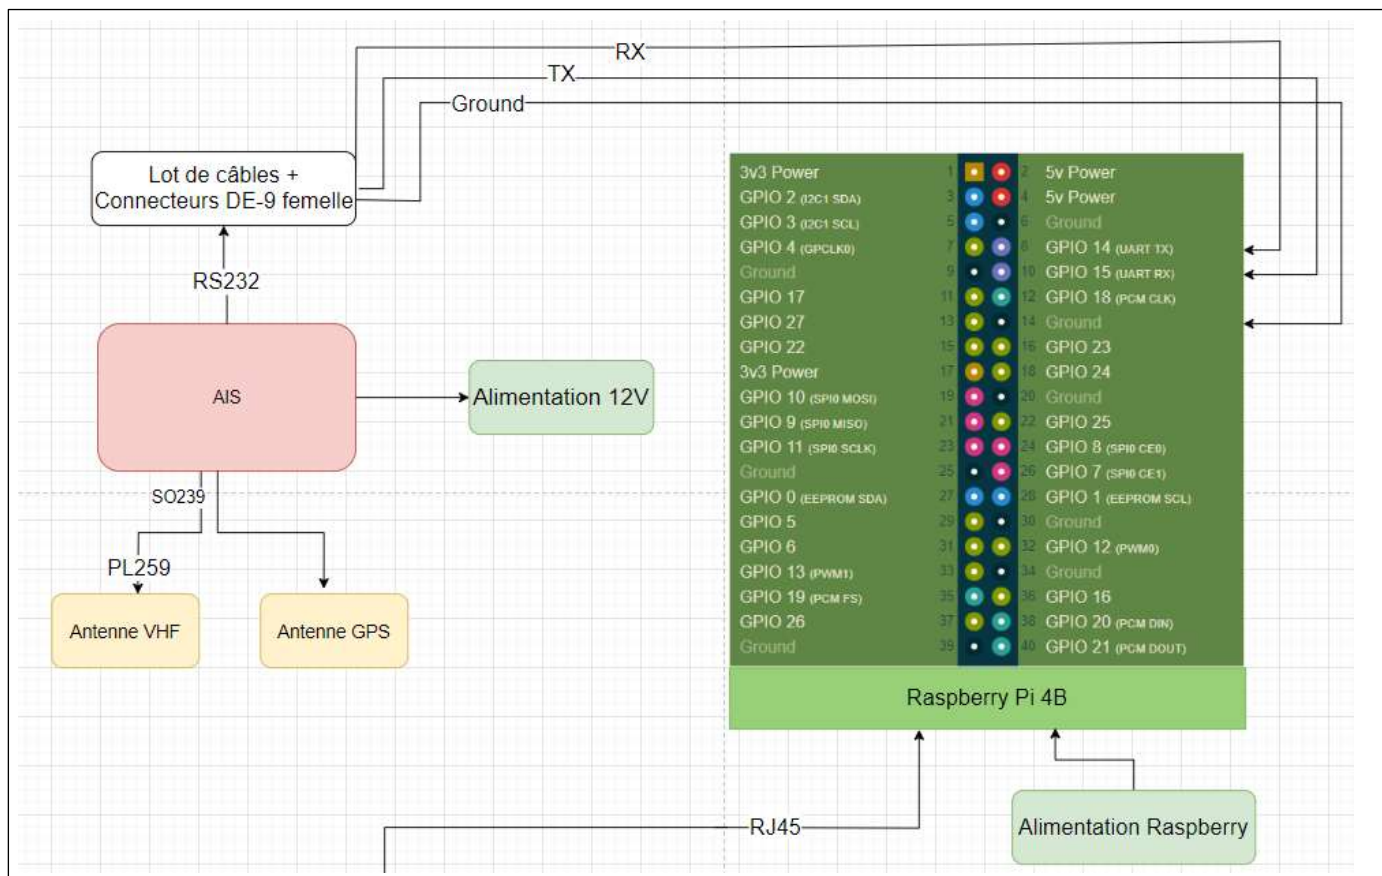 RX
TX
Ground
Lot de câbles +
Connecteurs DE-9 femelle
RS232
AIS
Alimentation 12V
SO239
PL259
Antenne VHF
Antenne GPS
3v3 Power 1 2 5v Power
GPIO 2 (I2C1 SDA) 3 4 5v Power
GPIO 3 (I2C1 SCL) 5 6 Ground
GPIO 4 (GPCLK0) 7 8 GPIO 14 (UART TX)
Ground 9 10 GPIO 15 (UART RX)
GPIO 17 11 12 GPIO 18 (PCM CLK)
GPIO 27 13 14 Ground
GPIO 22 15 16 GPIO 23
3v3 Power 17 18 GPIO 24
GPIO 10 (SPI0 MOSI) 19 20 Ground
GPIO 9 (SPI0 MISO) 21 22 GPIO 25
GPIO 11 (SPI0 SCLK) 23 24 GPIO 8 (SPI0 CE0)
Ground 25 26 GPIO 7 (SPI0 CE1)
GPIO 0 (EEPROM SDA) 27 28 GPIO 1 (EEPROM SCL)
GPIO 5 29 30 Ground
GPIO 6 31 32 GPIO 12 (PWM0)
GPIO 13 (PWM1) 33 34 Ground
GPIO 19 (PCM FS) 35 36 GPIO 16
GPIO 26 37 38 GPIO 20 (PCM DIN)
Ground 39 40 GPIO 21 (PCM DOUT)
Raspberry Pi 4B
RJ45
Alimentation Raspberry